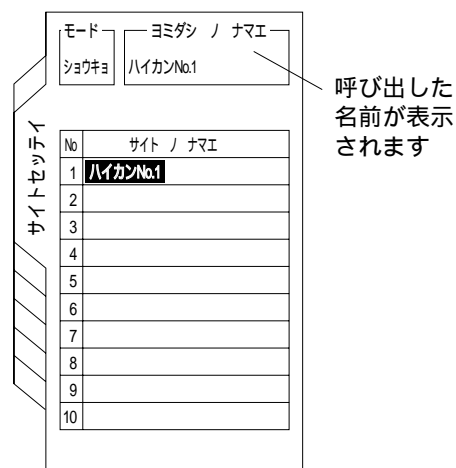 モード
ヨミダシ ノ ナマエ
ショウキョ
ハイカンNo.1
呼び出した
名前が表示
されます
サイトセッテイ
No サイト ノ ナマエ
1 ハイカンNo.1
2
3
4
5
6
7
8
9
10